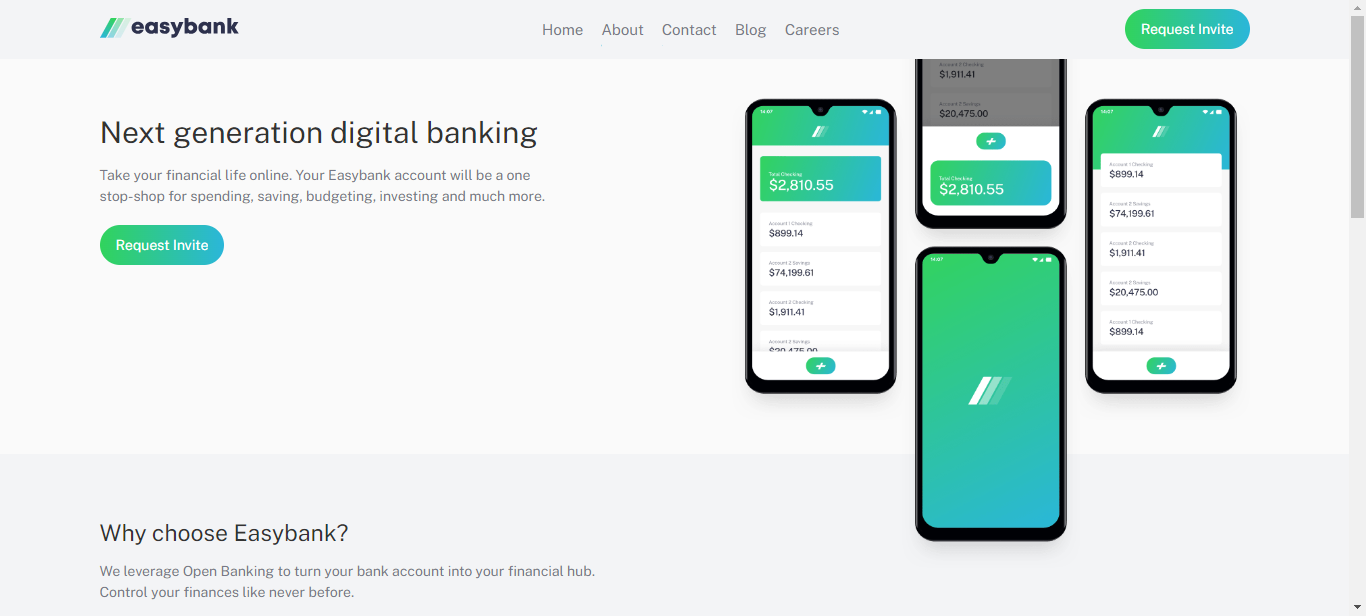 easybank
Home About Contact Blog Careers
Request Invite
Next generation digital banking
Take your financial life online. Your Easybank account will be a one
stop-shop for spending, saving, budgeting, investing and much more.
Request Invite
14:07
Total Checking
$2,810.55
Account 1 Checking
$899.14
Account 2 Savings
$74,199.61
Account 2 Checking
$1,911.41
Account 2 Savings
$20,475.00
Account 2 Checking
$1,911.41
Account 2 Savings
$20,475.00
Total Checking
$2,810.55
14:07
14:07
Account 1 Checking
$899.14
Account 2 Savings
$74,199.61
Account 2 Checking
$1,911.41
Account 2 Savings
$20,475.00
Account 1 Checking
$899.14
Why choose Easybank?
We leverage Open Banking to turn your bank account into your financial hub.
Control your finances like never before.